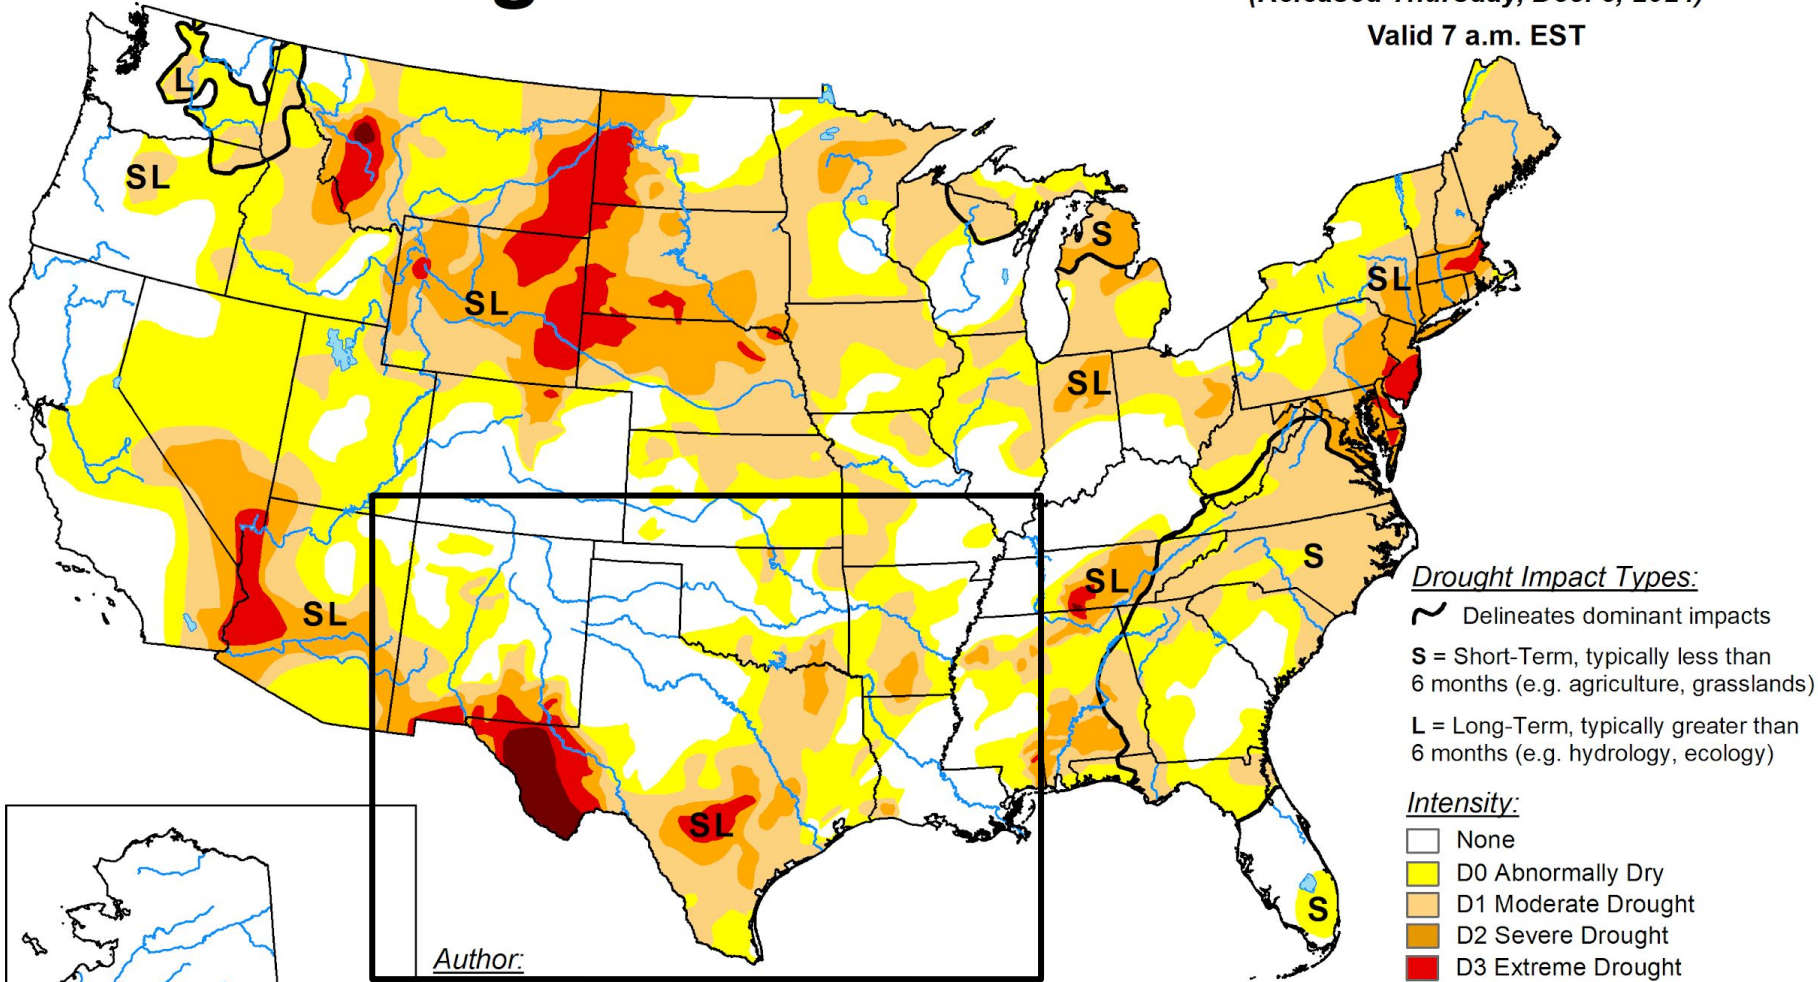 Valid 7 a.m. EST
L
SL
S
SL
SL
SL
SL
SL
S
SL
S
Drought Impact Types:
Delineates dominant impacts
S = Short-Term, typically less than
6 months (e.g. agriculture, grasslands)
L = Long-Term, typically greater than
6 months (e.g. hydrology, ecology)
Intensity:
None
D0 Abnormally Dry
D1 Moderate Drought
D2 Severe Drought
D3 Extreme Drought
SL
S
Author: